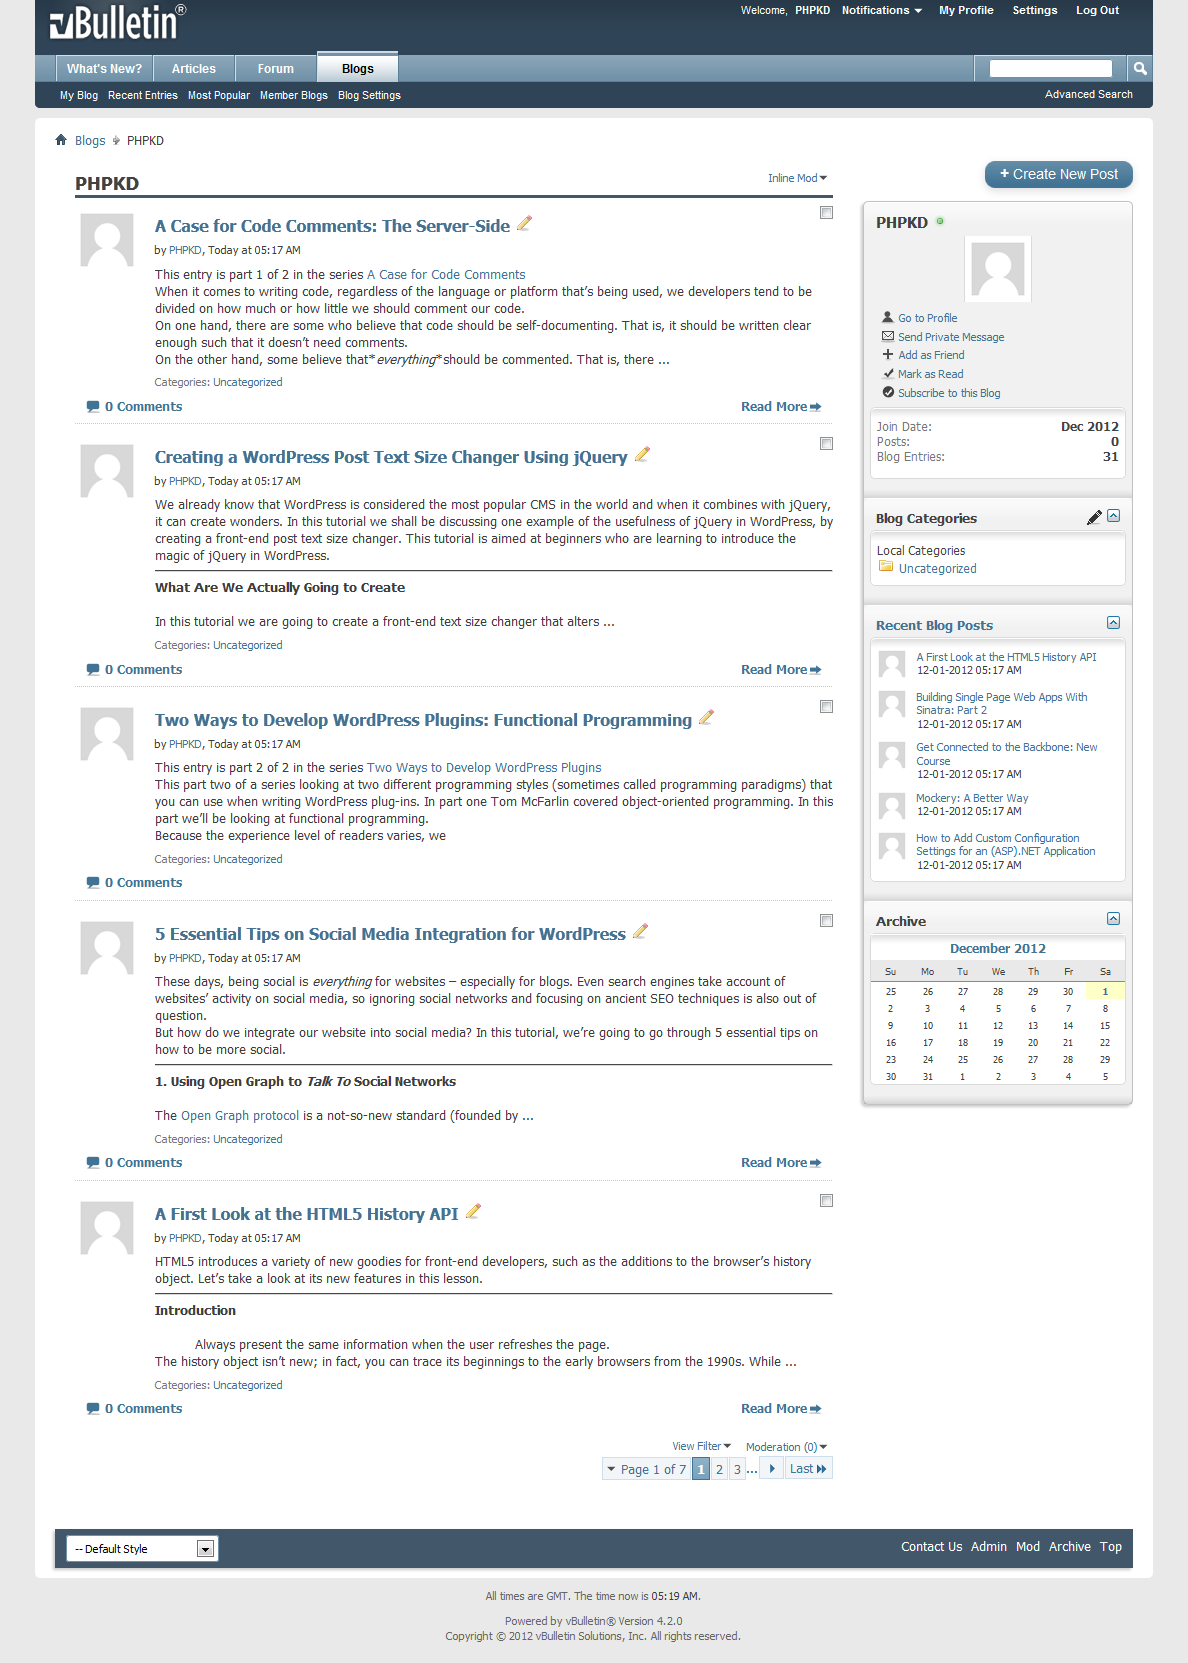 vBulletin®
Welcome, PHPKD Notifications My Profile Settings Log Out
What's New? Articles Forum Blogs
My Blog Recent Entries Most Popular Member Blogs Blog Settings
Advanced Search
Blogs PHPKD
PHPKD
Inline Mod
A Case for Code Comments: The Server-Side
by PHPKD, Today at 05:17 AM
This entry is part 1 of 2 in the series A Case for Code Comments
When it comes to writing code, regardless of the language or platform that’s being used, we developers tend to be
divided on how much or how little we should comment our code.
On one hand, there are some who believe that code should be self-documenting. That is, it should be written clear
enough such that it doesn’t need comments.
On the other hand, some believe that*everything*should be commented. That is, there ...
Categories: Uncategorized
0 Comments
Read More
Creating a WordPress Post Text Size Changer Using jQuery
by PHPKD, Today at 05:17 AM
We already know that WordPress is considered the most popular CMS in the world and when it combines with jQuery,
it can create wonders. In this tutorial we shall be discussing one example of the usefulness of jQuery in WordPress, by
creating a front-end post text size changer. This tutorial is aimed at beginners who are learning to introduce the
magic of jQuery in WordPress.
What Are We Actually Going to Create
In this tutorial we are going to create a front-end text size changer that alters ...
Categories: Uncategorized
0 Comments
Read More
Two Ways to Develop WordPress Plugins: Functional Programming
by PHPKD, Today at 05:17 AM
This entry is part 2 of 2 in the series Two Ways to Develop WordPress Plugins
This part two of a series looking at two different programming styles (sometimes called programming paradigms) that
you can use when writing WordPress plug-ins. In part one Tom McFarlin covered object-oriented programming. In this
part we’ll be looking at functional programming.
Because the experience level of readers varies, we
Categories: Uncategorized
0 Comments
5 Essential Tips on Social Media Integration for WordPress
by PHPKD, Today at 05:17 AM
These days, being social is everything for websites – especially for blogs. Even search engines take account of
websites’ activity on social media, so ignoring social networks and focusing on ancient SEO techniques is also out of
question.
But how do we integrate our website into social media? In this tutorial, we’re going to go through 5 essential tips on
how to be more social.
1. Using Open Graph to Talk To Social Networks
The Open Graph protocol is a not-so-new standard (founded by ...
Categories: Uncategorized
0 Comments
Read More
A First Look at the HTML5 History API
by PHPKD, Today at 05:17 AM
HTML5 introduces a variety of new goodies for front-end developers, such as the additions to the browser’s history
object. Let’s take a look at its new features in this lesson.
Introduction
Always present the same information when the user refreshes the page.
The history object isn’t new; in fact, you can trace its beginnings to the early browsers from the 1990s. While ...
Categories: Uncategorized
0 Comments
Read More
View Filter Moderation (0)
Page 1 of 7 1 2 3 ... Last
+ Create New Post
PHPKD
Go to Profile
Send Private Message
Add as Friend
Mark as Read
Subscribe to this Blog
Join Date: Dec 2012
Posts: 0
Blog Entries: 31
Blog Categories
Local Categories
Uncategorized
Recent Blog Posts
A First Look at the HTML5 History API
12-01-2012 05:17 AM
Building Single Page Web Apps With
Sinatra: Part 2
12-01-2012 05:17 AM
Get Connected to the Backbone: New
Course
12-01-2012 05:17 AM
Mockery: A Better Way
12-01-2012 05:17 AM
How to Add Custom Configuration
Settings for an (ASP).NET Application
12-01-2012 05:17 AM
Archive
December 2012
Su Mo Tu We Th Fr Sa
25 26 27 28 29 30 1
2 3 4 5 6 7 8
9 10 11 12 13 14 15
16 17 18 19 20 21 22
23 24 25 26 27 28 29
30 31 1 2 3 4 5
-- Default Style
Contact Us Admin Mod Archive Top
All times are GMT. The time now is 05:19 AM.
Powered by vBulletin® Version 4.2.0
Copyright © 2012 vBulletin Solutions, Inc. All rights reserved.